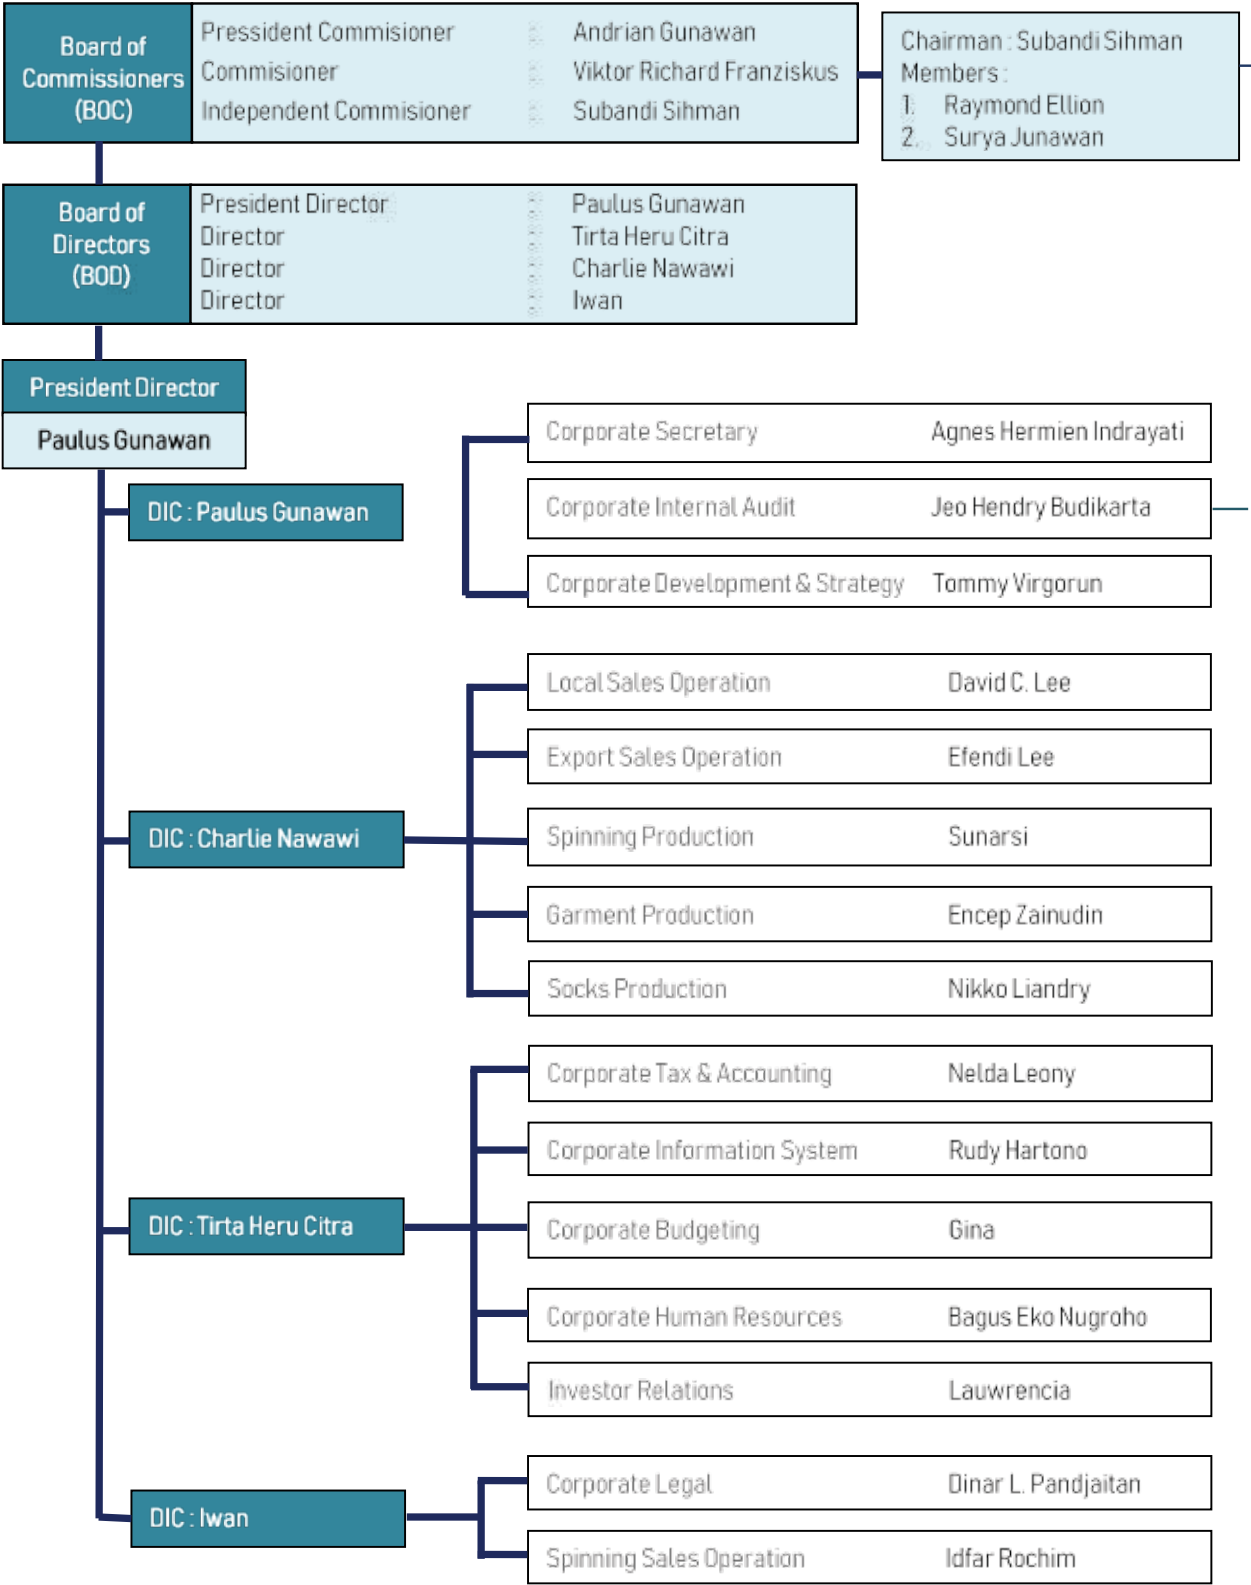 Board of
Commissioners
(BOC)
Pressident Commisioner : Andrian Gunawan
Commisioner : Viktor Richard Franziskus
Independent Commisioner : Subandi Sihman
Chairman : Subandi Sihman
Members :
1. Raymond Ellion
2. Surya Junawan
Board of
Directors
(BOD)
President Director : Paulus Gunawan
Director : Tirta Heru Citra
Director : Charlie Nawawi
Director : Iwan
President Director
Paulus Gunawan
DIC : Paulus Gunawan
Corporate Secretary Agnes Hermien Indrayati
Corporate Internal Audit Jeo Hendry Budikarta
Corporate Development & Strategy Tommy Virgorun
DIC : Charlie Nawawi
Local Sales Operation David C. Lee
Export Sales Operation Efendi Lee
Spinning Production Sunarsi
Garment Production Encep Zainudin
Socks Production Nikko Liandry
DIC : Tirta Heru Citra
Corporate Tax & Accounting Nelda Leony
Corporate Information System Rudy Hartono
Corporate Budgeting Gina
Corporate Human Resources Bagus Eko Nugroho
Investor Relations Lauwrencia
DIC : Iwan
Corporate Legal Dinar L. Pandjaitan
Spinning Sales Operation Idfar Rochim